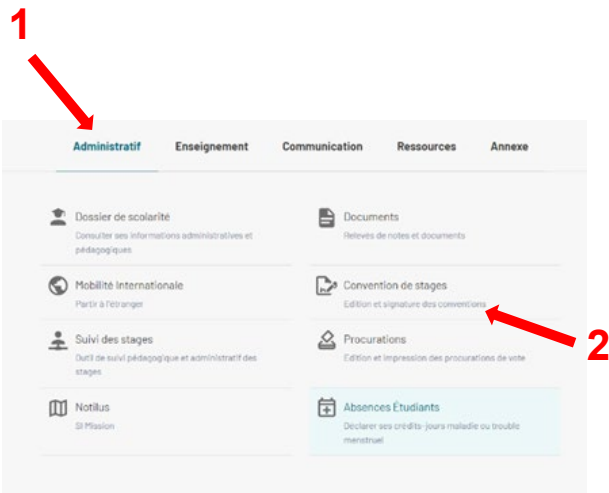 1
Administratif Enseignement Communication Ressources Annexe
Dossier de scolarité
Consulter ses informations administratives et
pédagogiques
Documents
Relevés de notes et documents
Mobilité Internationale
Partir à l'étranger
Convention de stages
Edition et signature des conventions
2
Suivi des stages
Outil de suivi pédagogique et administratif des
stages
Procurations
Edition et impression des procurations de vote
Notilus
SI Mission
Absences Étudiants
Déclarer ses crédits-jours maladie ou trouble
menstruel